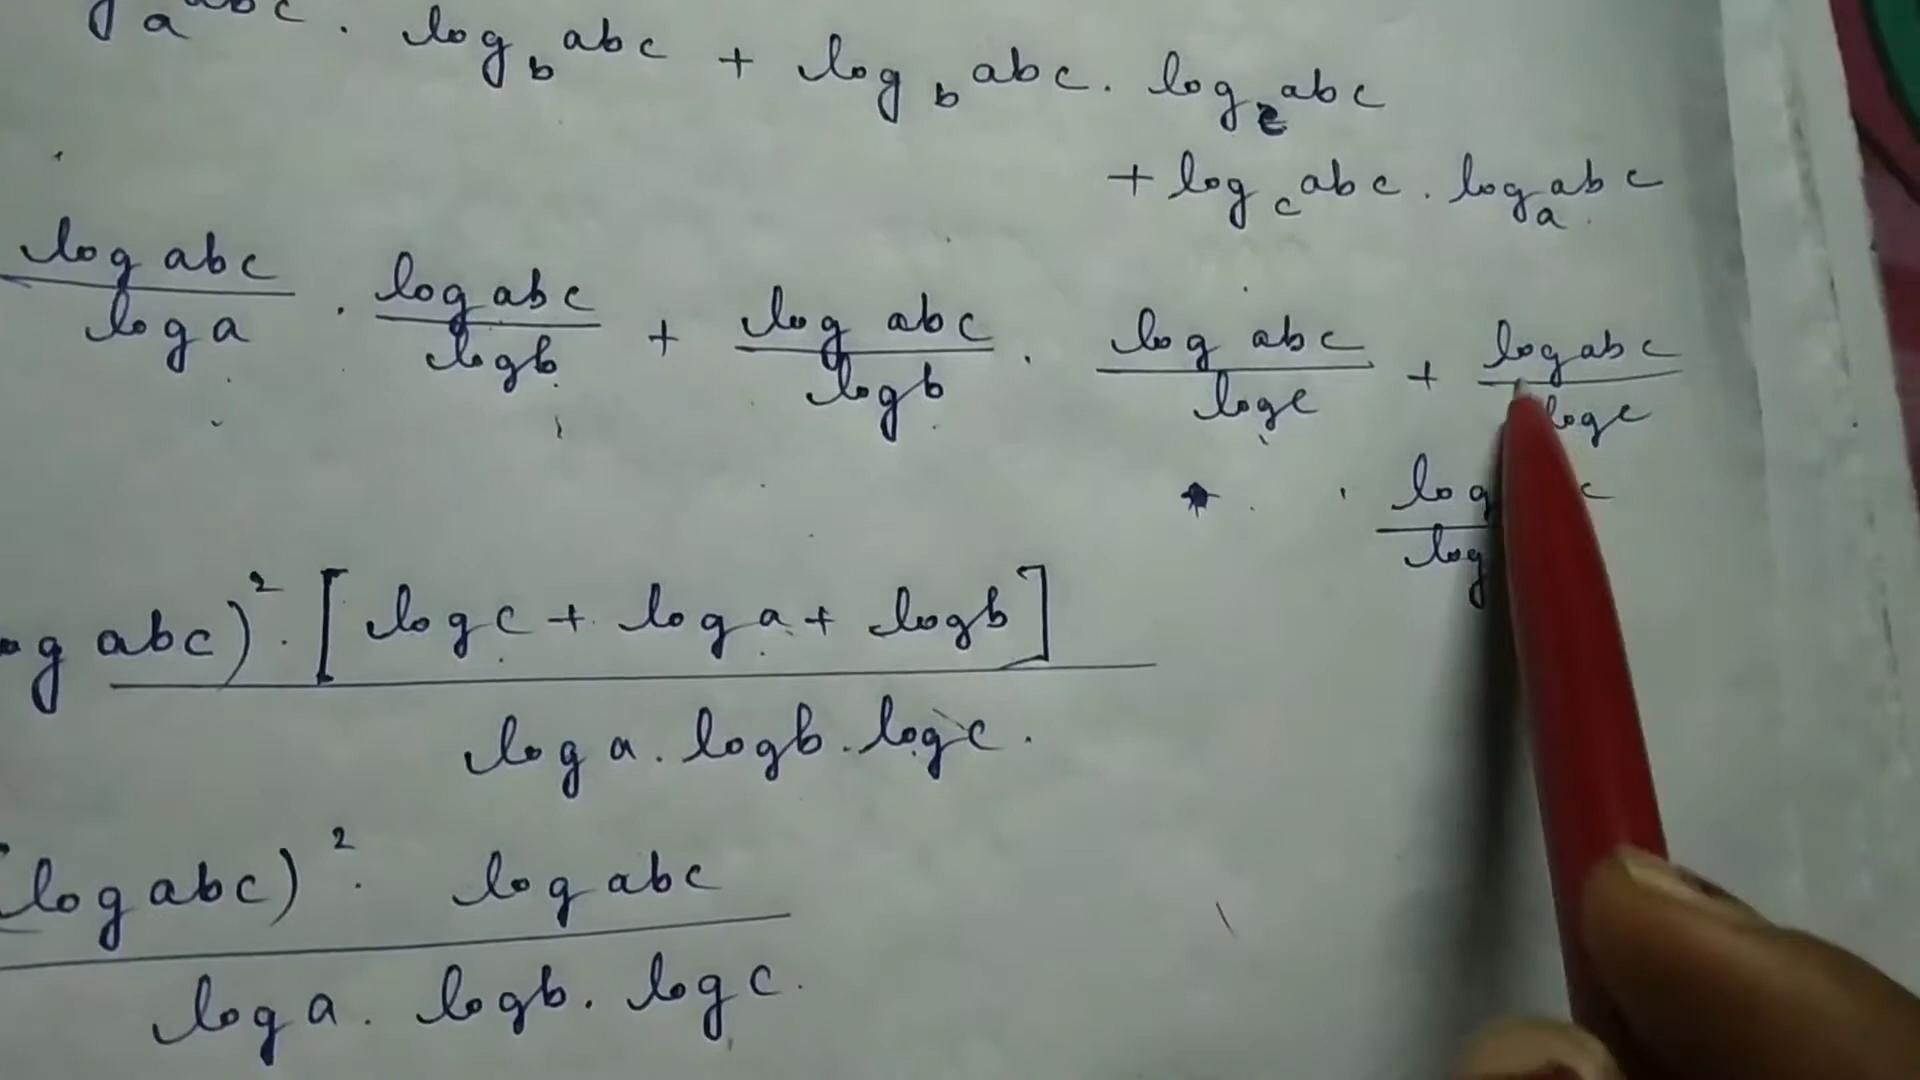 abc . log_b abc + log_b abc . log_c abc
+ log_c abc . log_a abc
log abc / log a . log abc / log b + log abc / log b . log abc / log c + log abc / log c
. log / log
abc)² . [log c + log a + log b]
log a . log b . log c .
log abc)² . log abc
log a . log b . log c .